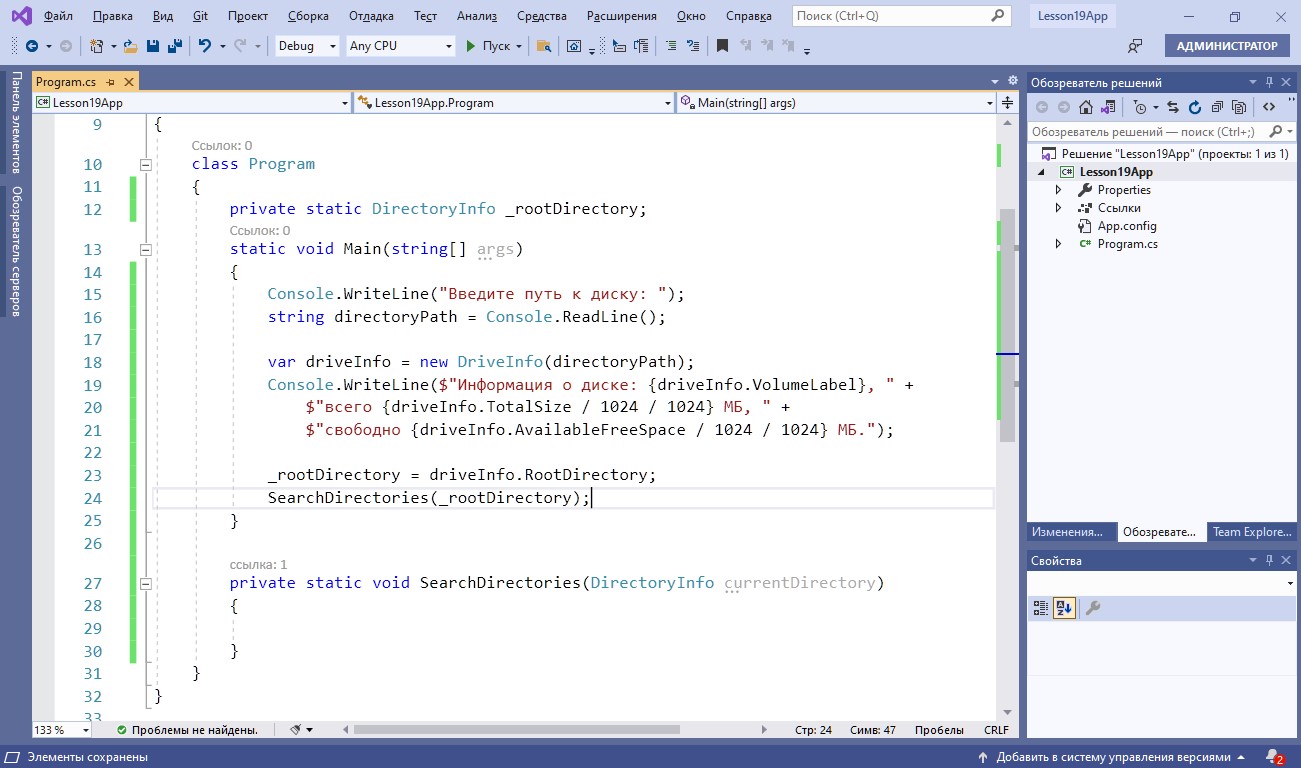 Файл Правка Вид Git Проект Сборка Отладка Тест Анализ Средства Расширения Окно Справка Поиск (Ctrl+Q) Lesson19App
Debug Any CPU Пуск АДМИНИСТРАТОР
Панель элементов
Обозреватель серверов
Program.cs
Lesson19App Lesson19App.Program Main(string[] args)
9 {
Ссылок: 0
10 class Program
11 {
12 private static DirectoryInfo _rootDirectory;
Ссылок: 0
13 static void Main(string[] args)
14 {
15 Console.WriteLine("Введите путь к диску: ");
16 string directoryPath = Console.ReadLine();
17
18 var driveInfo = new DriveInfo(directoryPath);
19 Console.WriteLine($"Информация о диске: {driveInfo.VolumeLabel}, " +
20 $"всего {driveInfo.TotalSize / 1024 / 1024} МБ, " +
21 $"свободно {driveInfo.AvailableFreeSpace / 1024 / 1024} МБ.");
22
23 _rootDirectory = driveInfo.RootDirectory;
24 SearchDirectories(_rootDirectory);
25 }
26
ссылка: 1
27 private static void SearchDirectories(DirectoryInfo currentDirectory)
28 {
29
30 }
31 }
32 }
33
133 % Проблемы не найдены. Стр: 24 Симв: 47 Пробелы CRLF
Обозреватель решений
Обозреватель решений — поиск (Ctrl+;)
Решение "Lesson19App" (проекты: 1 из 1)
C# Lesson19App
Properties
Ссылки
App.config
C# Program.cs
Изменения... Обозревате... Team Explore...
Свойства
Элементы сохранены Добавить в систему управления версиями 2